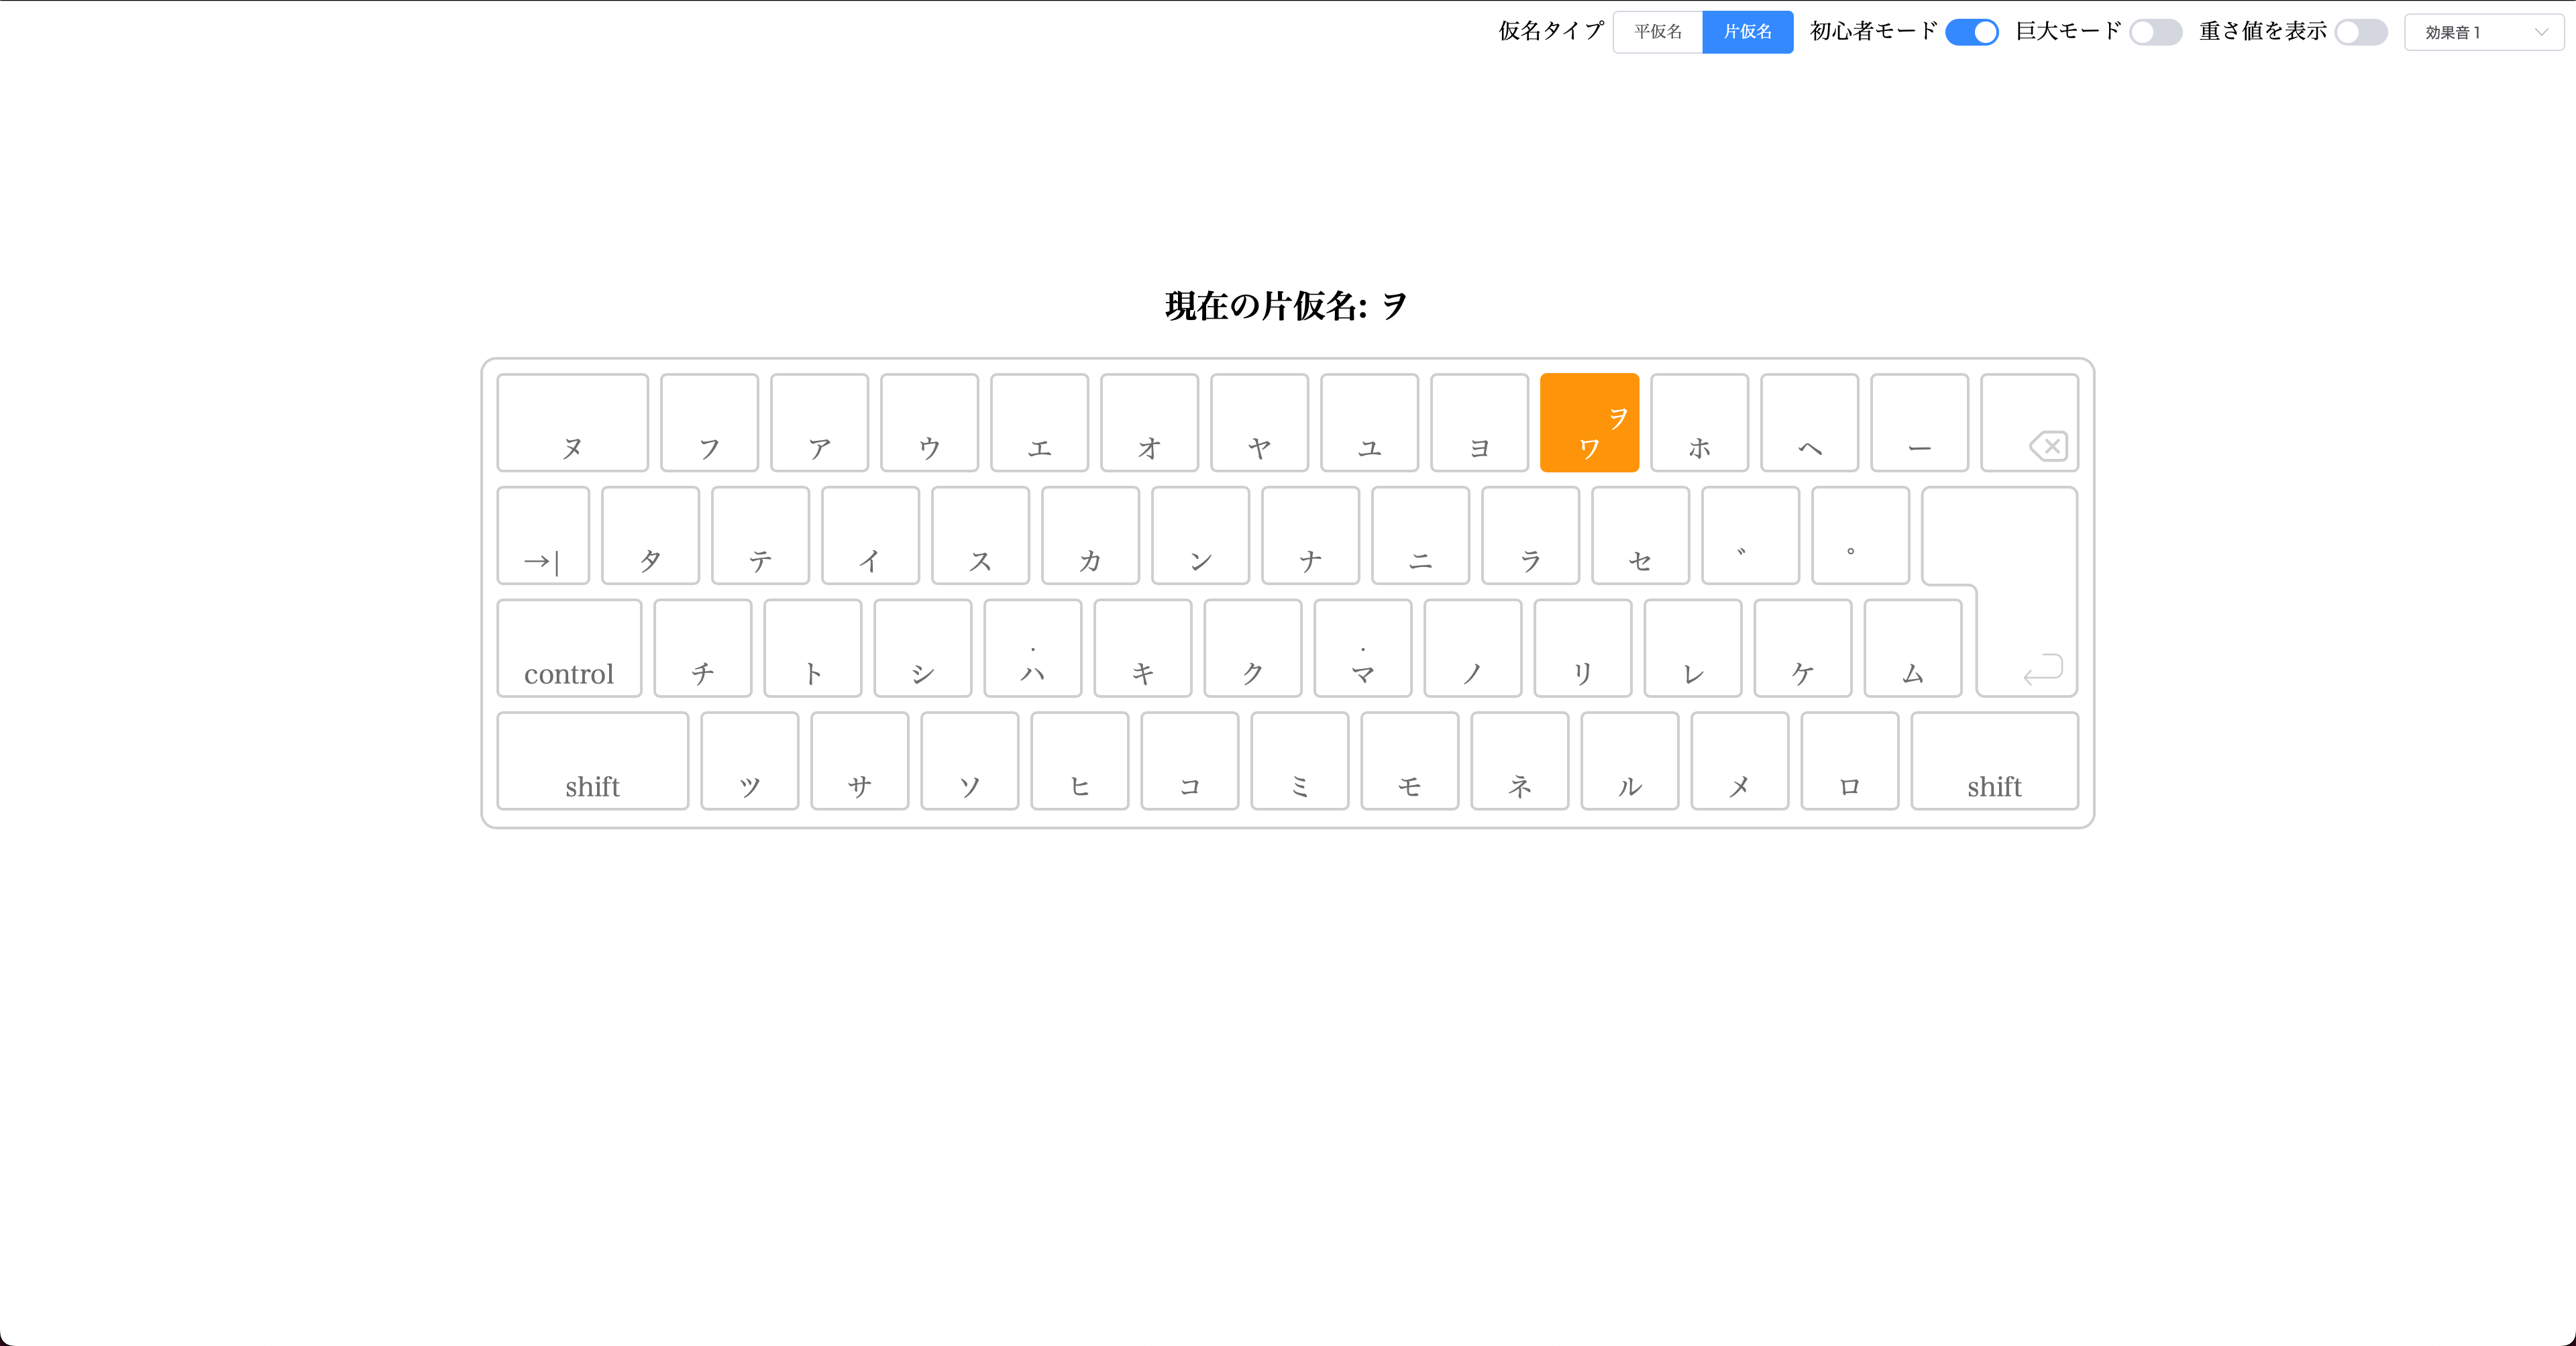 仮名タイプ 平仮名 片仮名 初心者モード 巨大モード 重さ値を表示 効果音 1
現在の片仮名: ヲ
ヌ フ ア ウ エ オ ヤ ユ ヨ ヲ ワ ホ ヘ ー
→| タ テ イ ス カ ン ナ ニ ラ セ ゛ ゜
control チ ト シ ハ キ ク マ ノ リ レ ケ ム
shift ツ サ ソ ヒ コ ミ モ ネ ル メ ロ shift